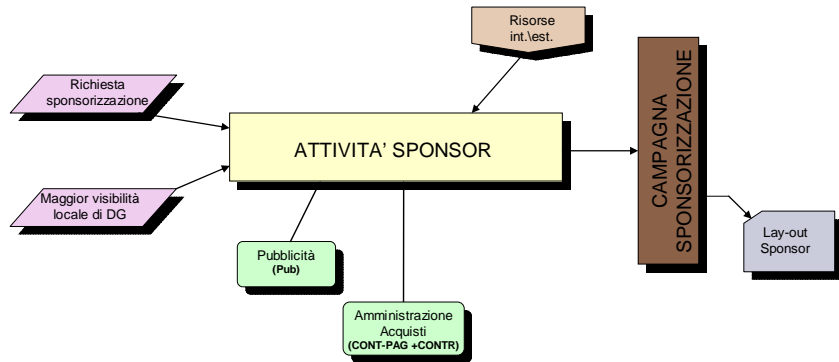 Risorse
int.\est.
Richiesta
sponsorizzazione
ATTIVITA' SPONSOR
CAMPAGNA
SPONSORIZZAZIONE
Maggior visibilità
locale di DG
Lay-out
Sponsor
Pubblicità
(Pub)
Amministrazione
Acquisti
(CONT-PAG +CONTR)